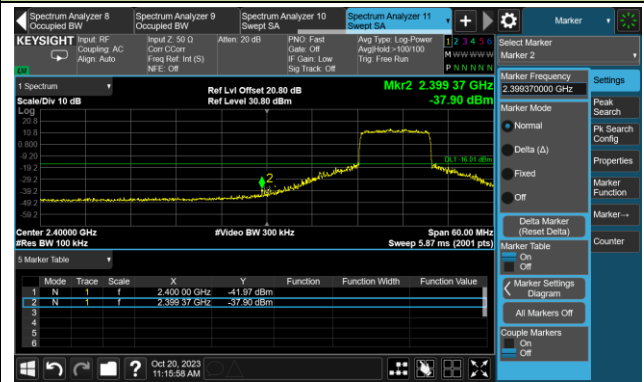 Spectrum Analyzer 8
Occupied BW
Spectrum Analyzer 9
Occupied BW
Spectrum Analyzer 10
Swept SA
Spectrum Analyzer 11
Swept SA
Marker
KEYSIGHT
Input: RF
Coupling: AC
Align: Auto
Input Z: 50 Ω
Corr CCorr
Freq Ref: Int (S)
NFE: Off
Atten: 20 dB
PNO: Fast
Gate: Off
IF Gain: Low
Sig Track: Off
Avg Type: Log-Power
Avg|Hold:>100/100
Trig: Free Run
1 2 3 4 5 6
M W W W W W
P N N N N N
Select Marker
Marker 2
1 Spectrum
Scale/Div 10 dB
Log
Ref Lvl Offset 20.80 dB
Ref Level 30.80 dBm
Mkr2 2.399 37 GHz
-37.90 dBm
20.8
10.8
0.800
-9.20
-19.2
-29.2
-39.2
-49.2
-59.2
DL1 -16.01 dBm
2
Center 2.40000 GHz
#Res BW 100 kHz
#Video BW 300 kHz
Span 60.00 MHz
Sweep 5.87 ms (2001 pts)
5 Marker Table
Mode Trace Scale X Y Function Function Width Function Value
1 N 1 f 2.400 00 GHz -41.97 dBm
2 N 1 f 2.399 37 GHz -37.90 dBm
3
4
5
6
Marker Frequency
2.399370000 GHz
Marker Mode
Normal
Delta (Δ)
Fixed
Off
Delta Marker
(Reset Delta)
Marker Table
On
Off
Marker Settings
Diagram
All Markers Off
Couple Markers
On
Off
Settings
Peak
Search
Pk Search
Config
Properties
Marker
Function
Marker→
Counter
Oct 20, 2023
11:15:58 AM